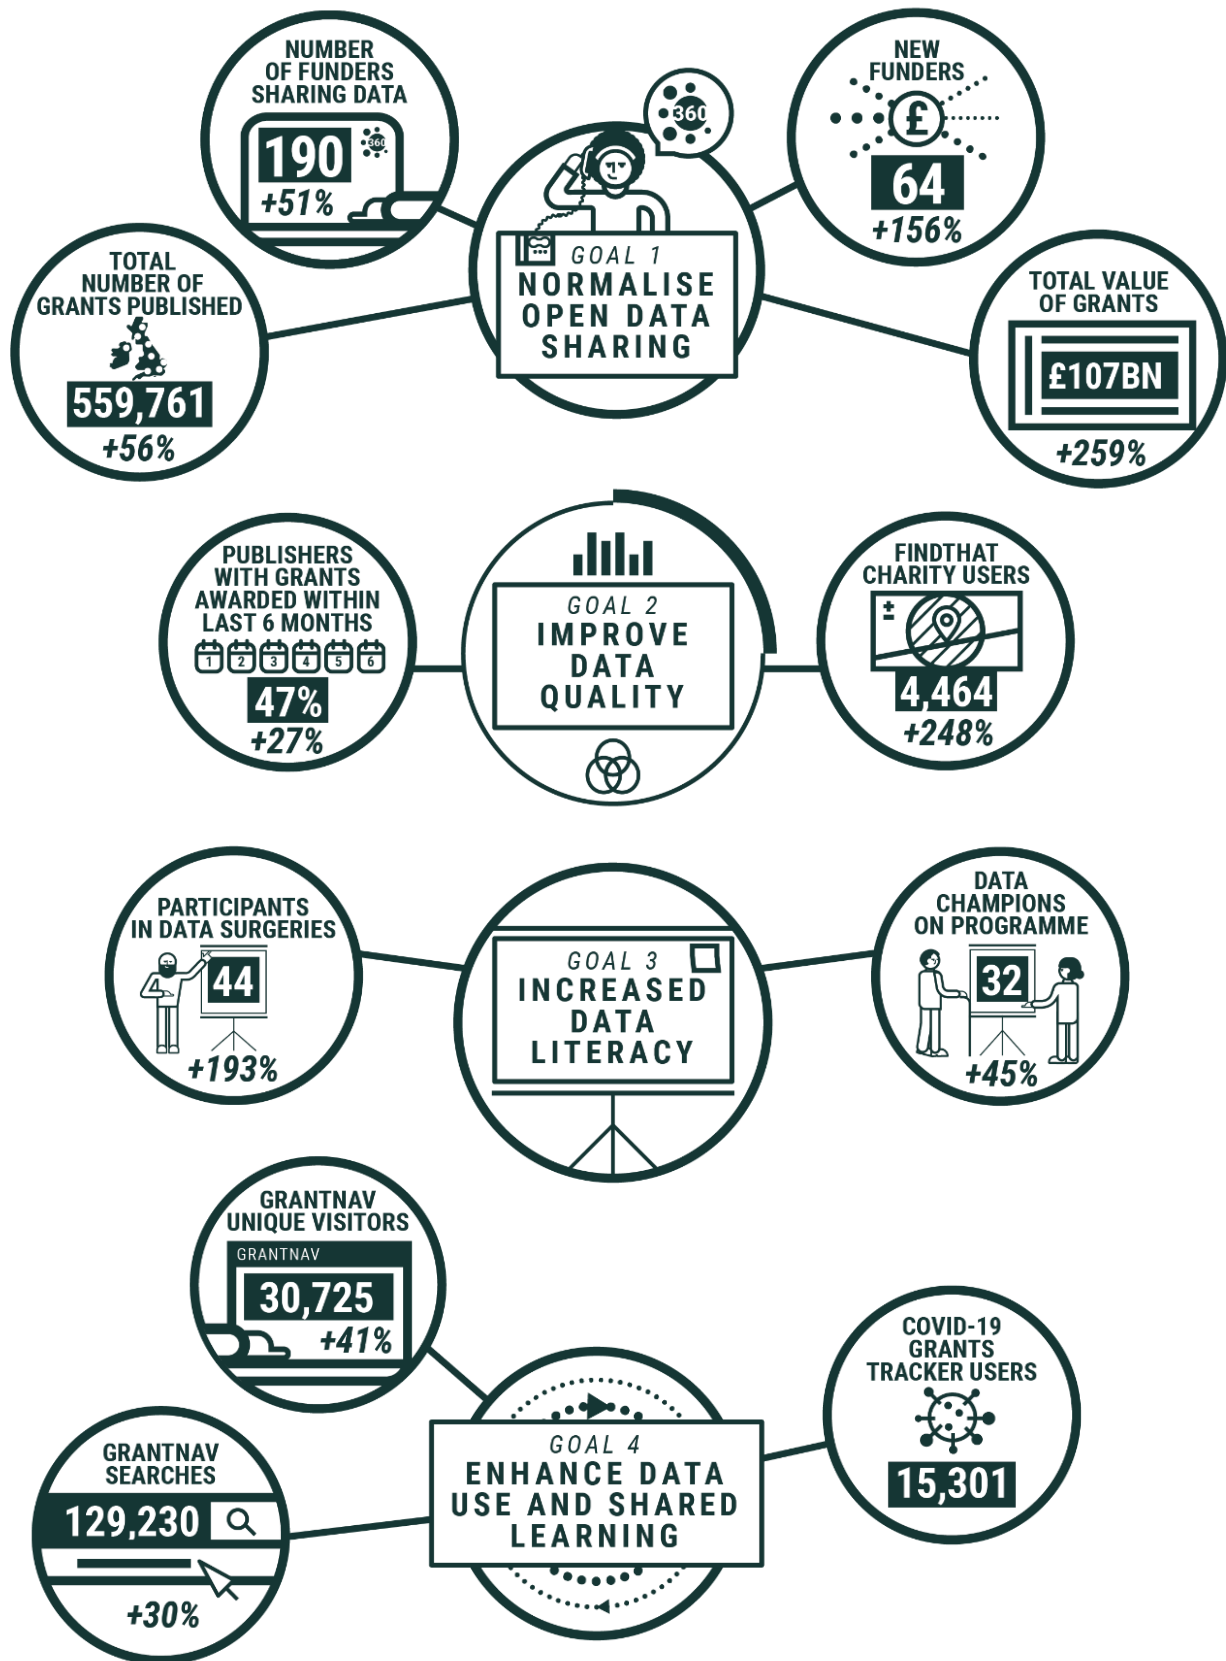 NUMBER
OF FUNDERS
SHARING DATA
190
360
+51%
360
NEW
FUNDERS
£
64
+156%
TOTAL
NUMBER OF
GRANTS PUBLISHED
559,761
+56%
GOAL 1
NORMALISE
OPEN DATA
SHARING
TOTAL VALUE
OF GRANTS
£107BN
+259%
PUBLISHERS
WITH GRANTS
AWARDED WITHIN
LAST 6 MONTHS
1 2 3 4 5 6
47%
+27%
GOAL 2
IMPROVE
DATA
QUALITY
FINDTHAT
CHARITY USERS
4,464
+248%
PARTICIPANTS
IN DATA SURGERIES
44
+193%
GOAL 3
INCREASED
DATA
LITERACY
DATA
CHAMPIONS
ON PROGRAMME
32
+45%
GRANTNAV
UNIQUE VISITORS
GRANTNAV
30,725
+41%
GRANTNAV
SEARCHES
129,230
+30%
GOAL 4
ENHANCE DATA
USE AND SHARED
LEARNING
COVID-19
GRANTS
TRACKER USERS
15,301